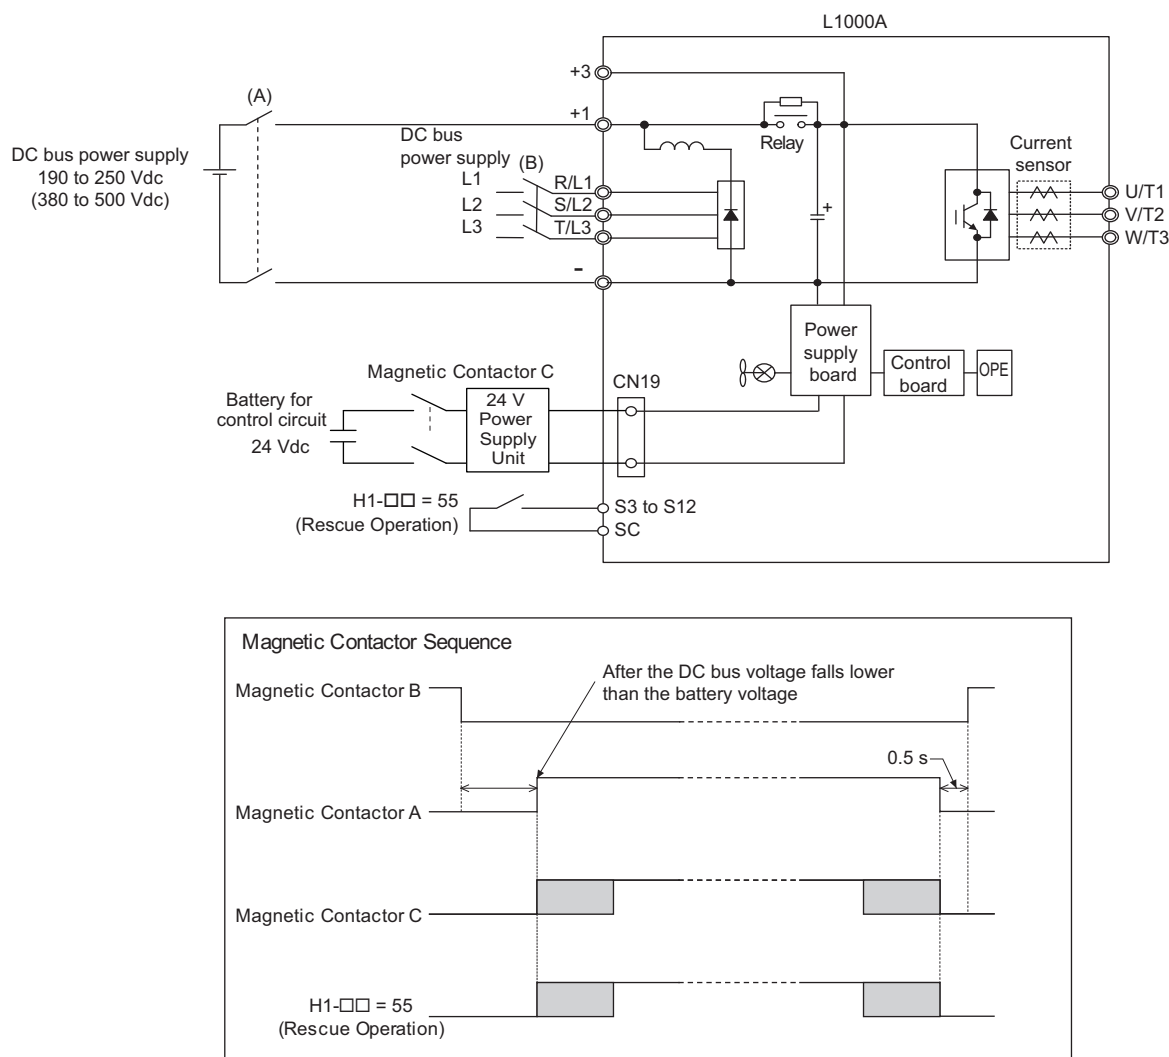 L1000A
+3
(A)
+1
DC bus
power supply
(B)
Relay
Current
sensor
DC bus power supply
190 to 250 Vdc
(380 to 500 Vdc)
L1
R/L1
L2
S/L2
L3
T/L3
+
U/T1
V/T2
W/T3
-
Power
supply
board
Control
board
OPE
Magnetic Contactor C
CN19
Battery for
control circuit
24 Vdc
24 V
Power
Supply
Unit
H1-□□ = 55
(Rescue Operation)
S3 to S12
SC
Magnetic Contactor Sequence
After the DC bus voltage falls lower
than the battery voltage
Magnetic Contactor B
0.5 s
Magnetic Contactor A
Magnetic Contactor C
H1-□□ = 55
(Rescue Operation)